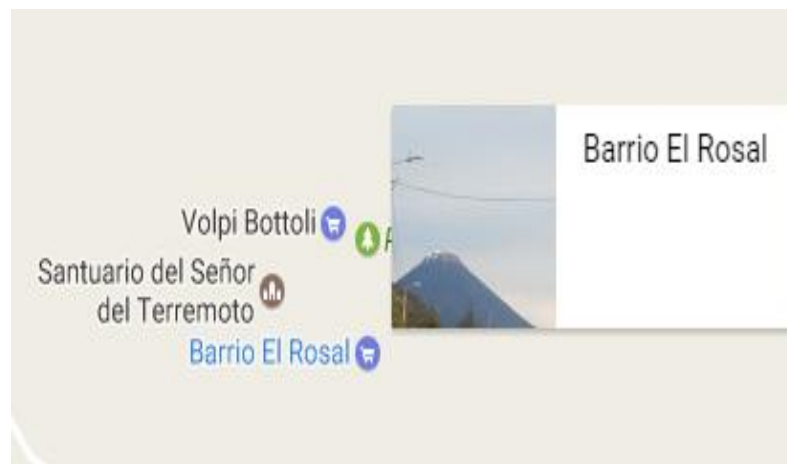 Barrio El Rosal
Volpi Bottoli
Santuario del Señor
del Terremoto
Barrio El Rosal